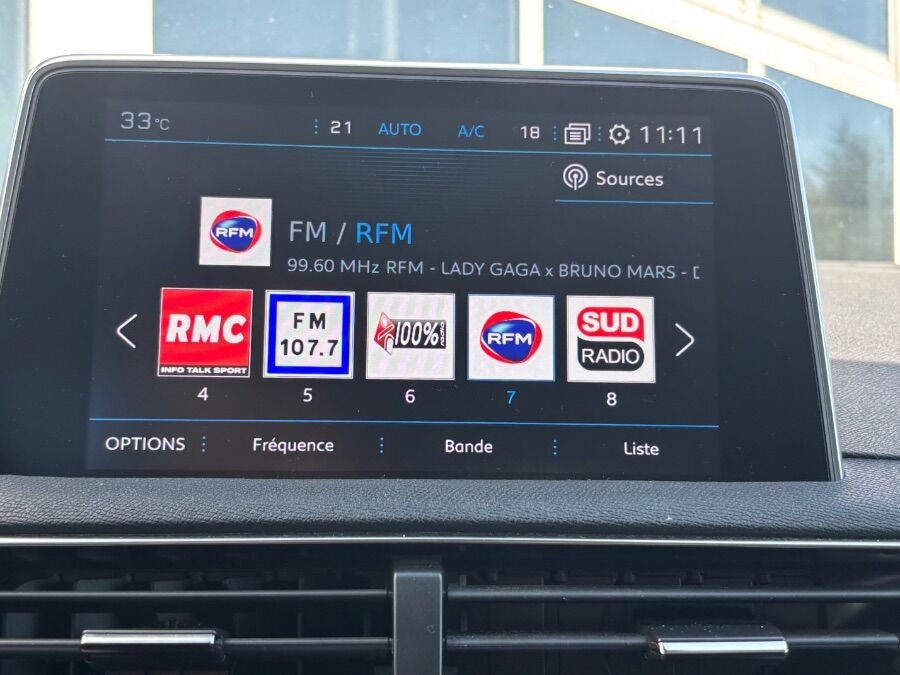 33°C 21 AUTO A/C 18 11:11
Sources
RFM
FM / RFM
99.60 MHz RFM - LADY GAGA x BRUNO MARS - D
RMC
INFO TALK SPORT
FM
107.7
100%
radio
RFM
SUD
RADIO
4 5 6 7 8
OPTIONS Fréquence Bande Liste